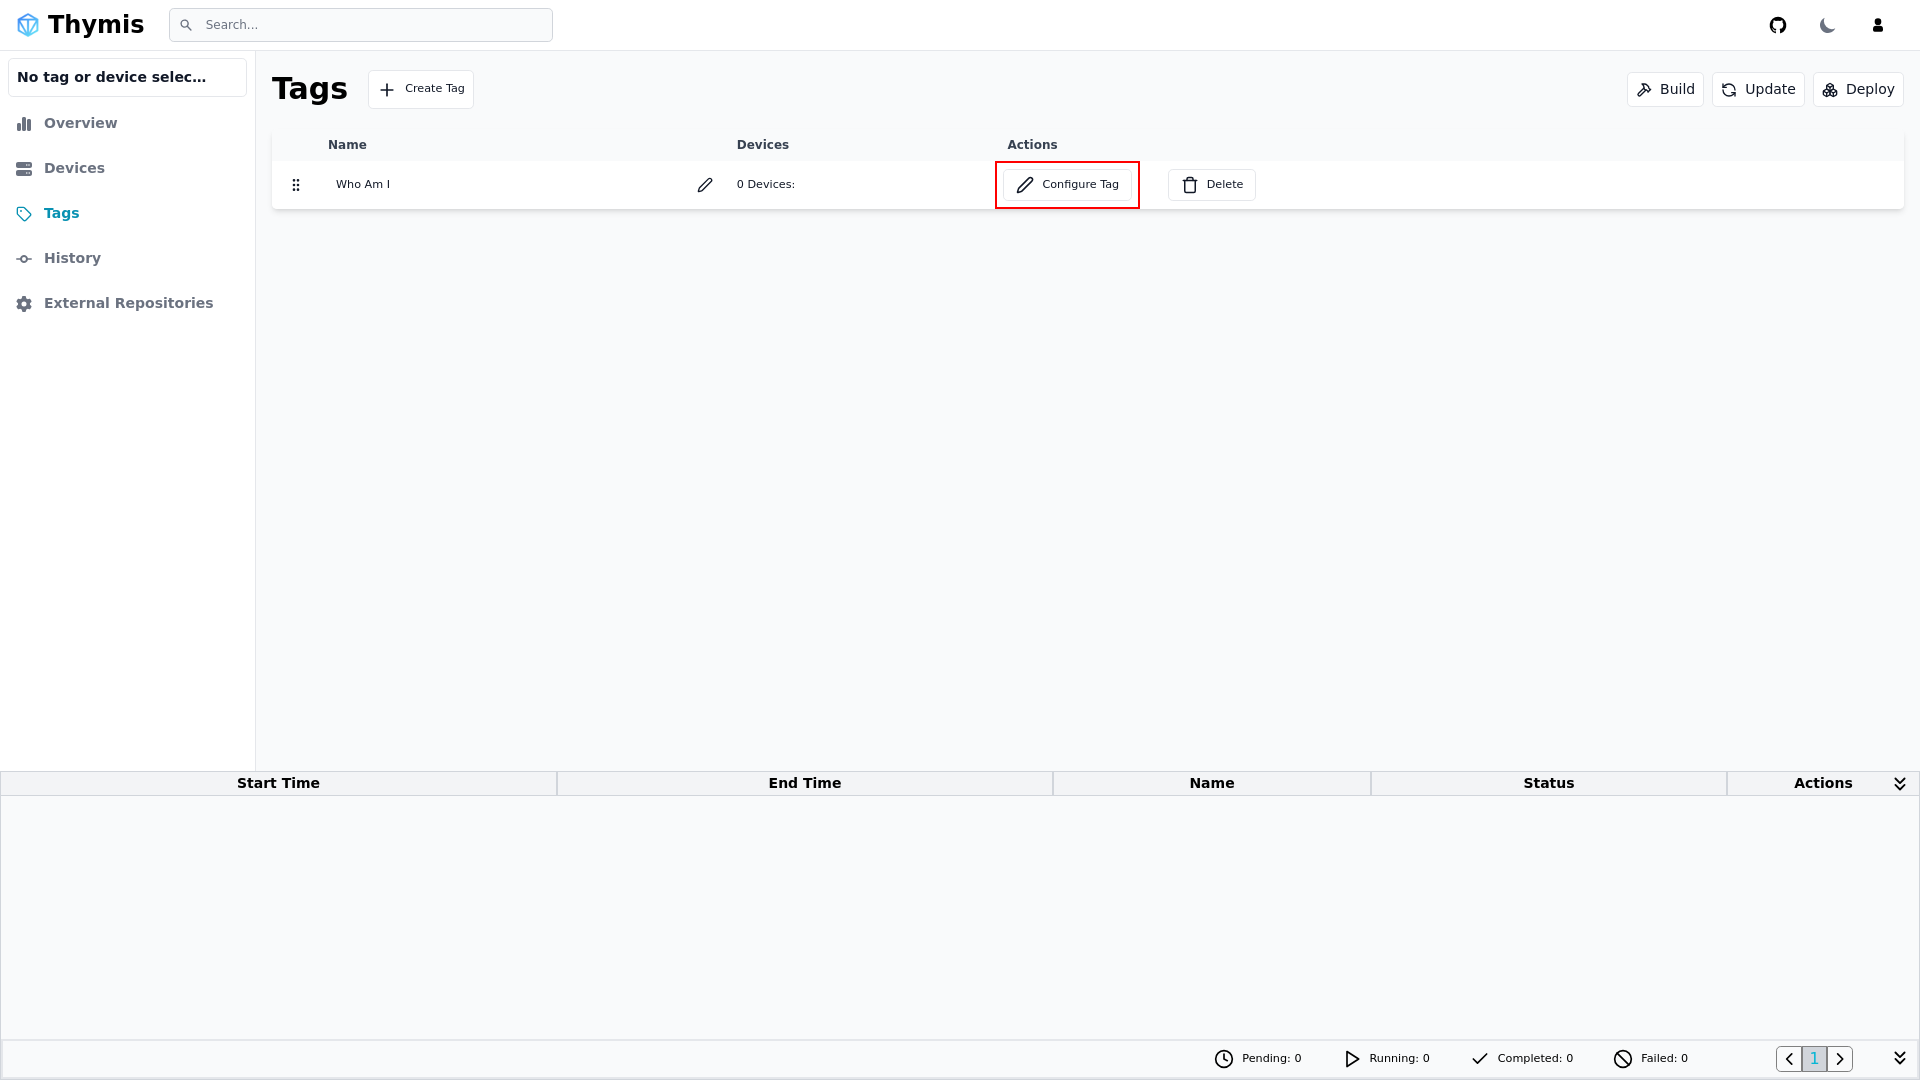 Thymis
Search...
No tag or device selec...
Overview
Devices
Tags
History
External Repositories
Tags
Create Tag
Build
Update
Deploy
Name Devices Actions
Who Am I 0 Devices: Configure Tag Delete
Start Time End Time Name Status Actions
Pending: 0 Running: 0 Completed: 0 Failed: 0 1